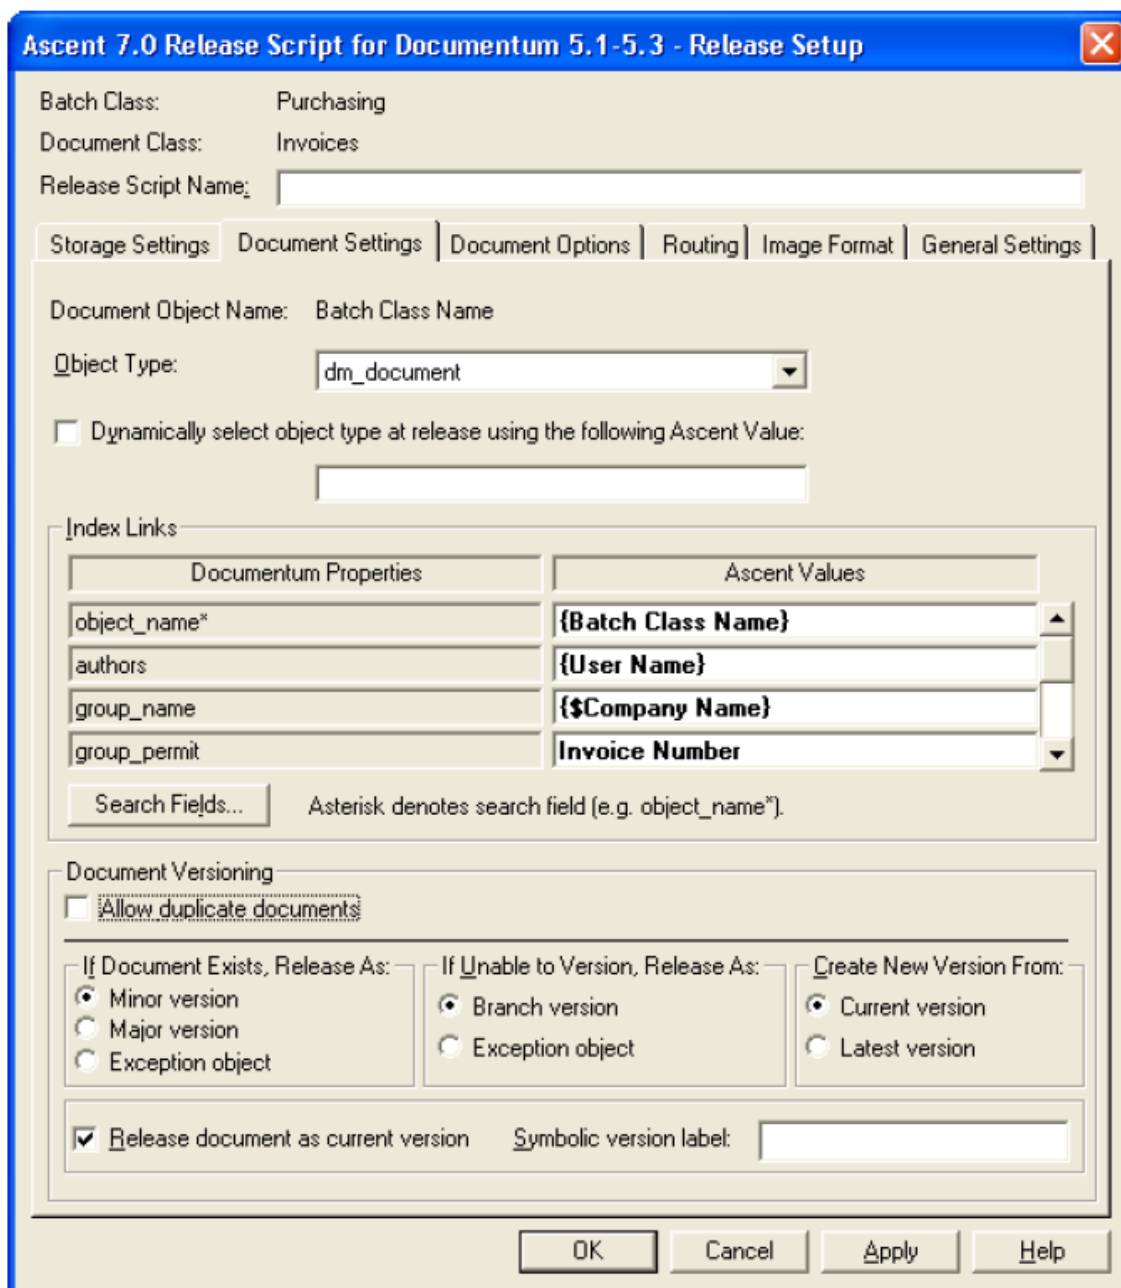 Ascent 7.0 Release Script for Documentum 5.1-5.3 - Release Setup
Batch Class: Purchasing
Document Class: Invoices
Release Script Name:
Storage Settings Document Settings Document Options Routing Image Format General Settings
Document Object Name: Batch Class Name
Object Type: dm_document
Dynamically select object type at release using the following Ascent Value:
Index Links
Documentum Properties Ascent Values
object_name* {Batch Class Name}
authors {User Name}
group_name {$Company Name}
group_permit Invoice Number
Search Fields... Asterisk denotes search field (e.g. object_name*).
Document Versioning
Allow duplicate documents
If Document Exists, Release As: If Unable to Version, Release As: Create New Version From:
Minor version Branch version Current version
Major version
Exception object Exception object Latest version
Release document as current version Symbolic version label:
OK Cancel Apply Help